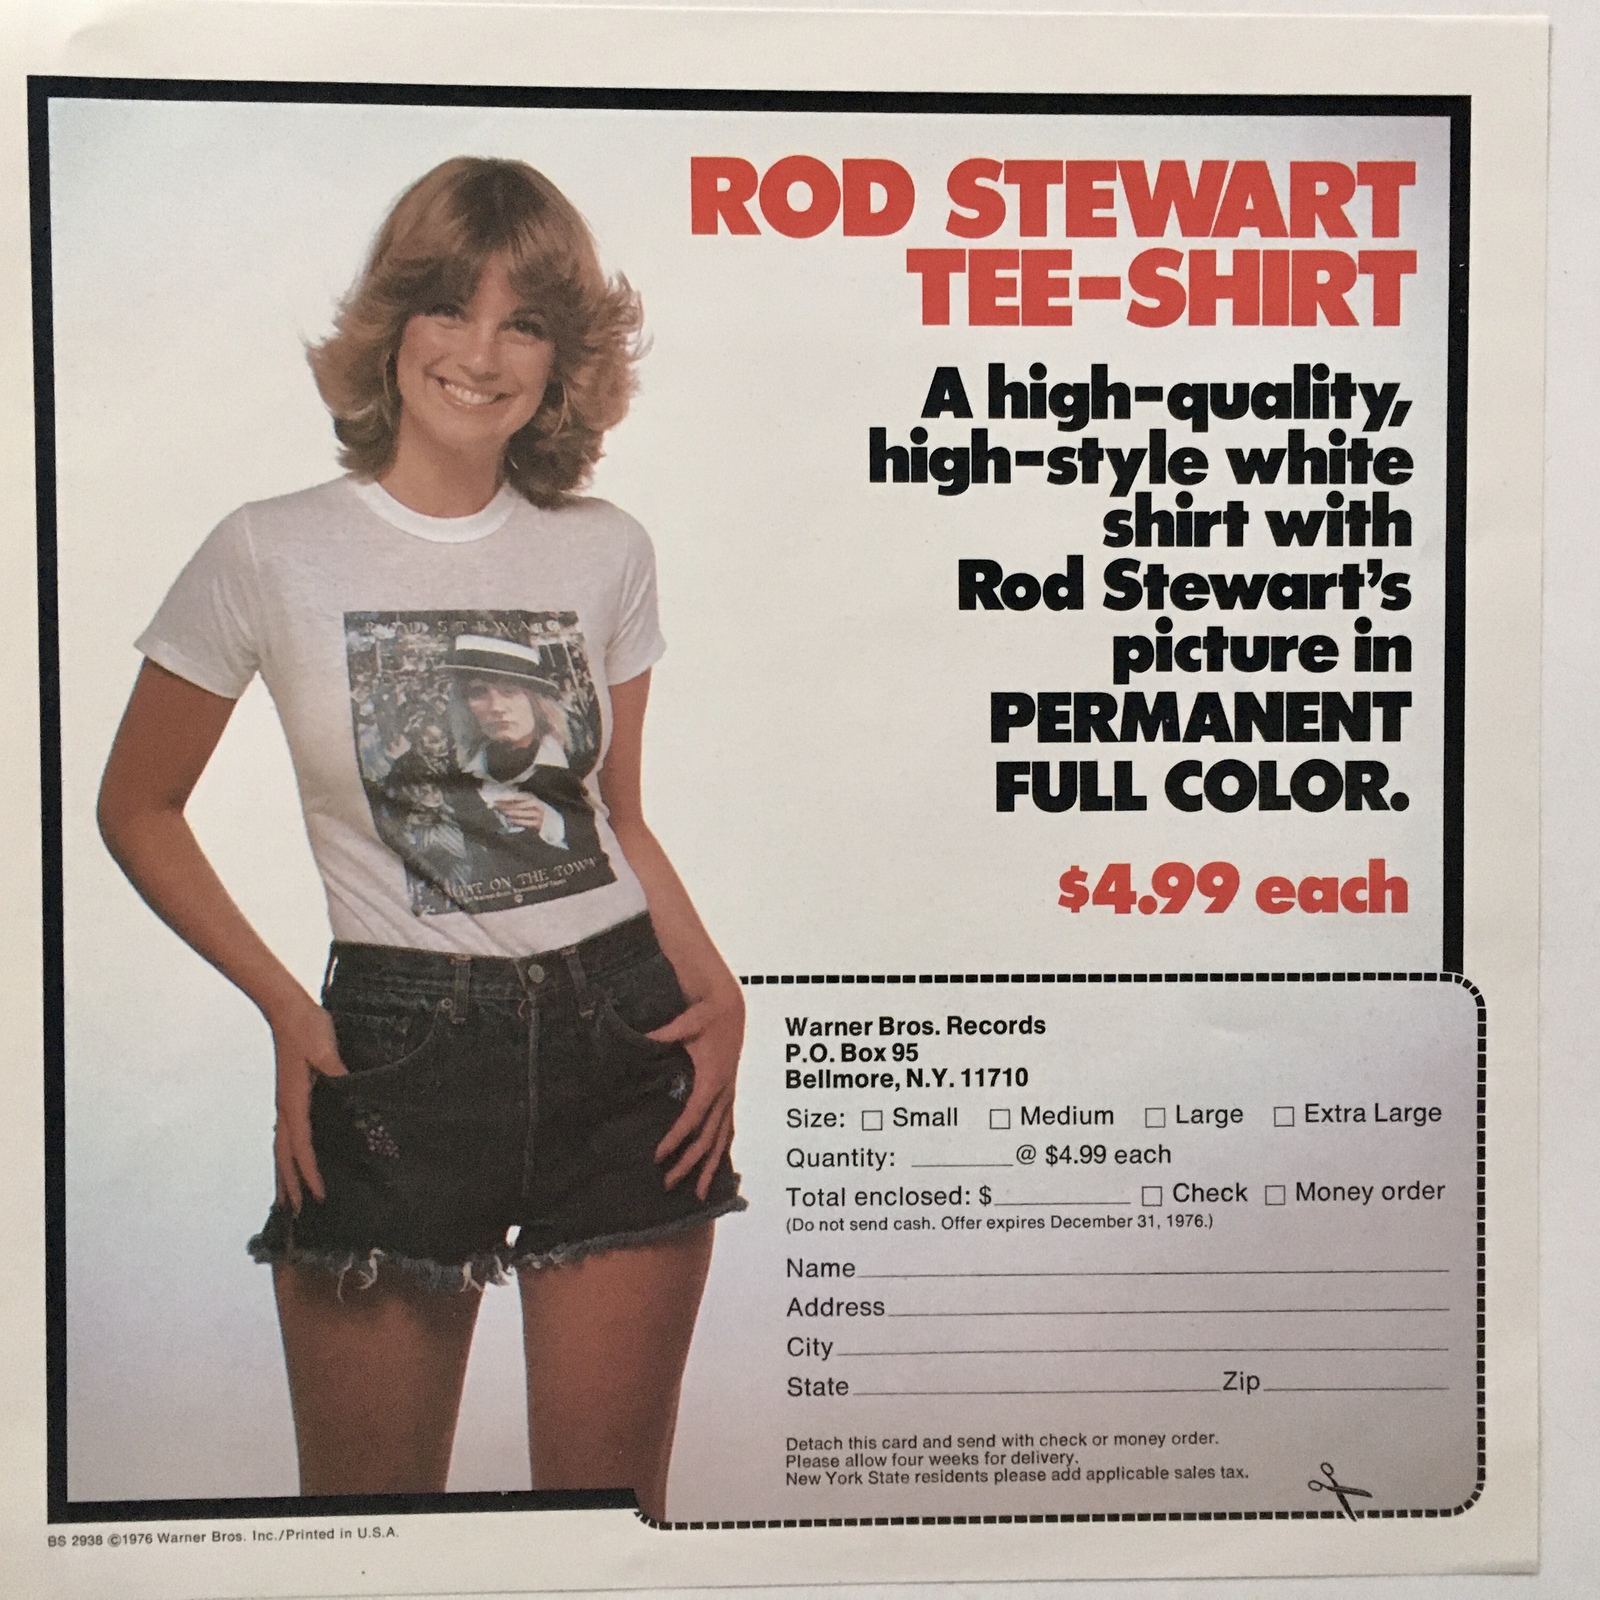 ROD STEWART
TEE-SHIRT
A high-quality,
high-style white
shirt with
Rod Stewart's
picture in
PERMANENT
FULL COLOR.
$4.99 each
ROD STEWART
A NIGHT ON THE TOWN
Warner Bros. Records
P.O. Box 95
Bellmore, N.Y. 11710
Size: □ Small □ Medium □ Large □ Extra Large
Quantity: ______@ $4.99 each
Total enclosed: $________ □ Check □ Money order
(Do not send cash. Offer expires December 31, 1976.)
Name
Address
City
State Zip
Detach this card and send with check or money order.
Please allow four weeks for delivery.
New York State residents please add applicable sales tax.
BS 2938 ©1976 Warner Bros. Inc./Printed in U.S.A.